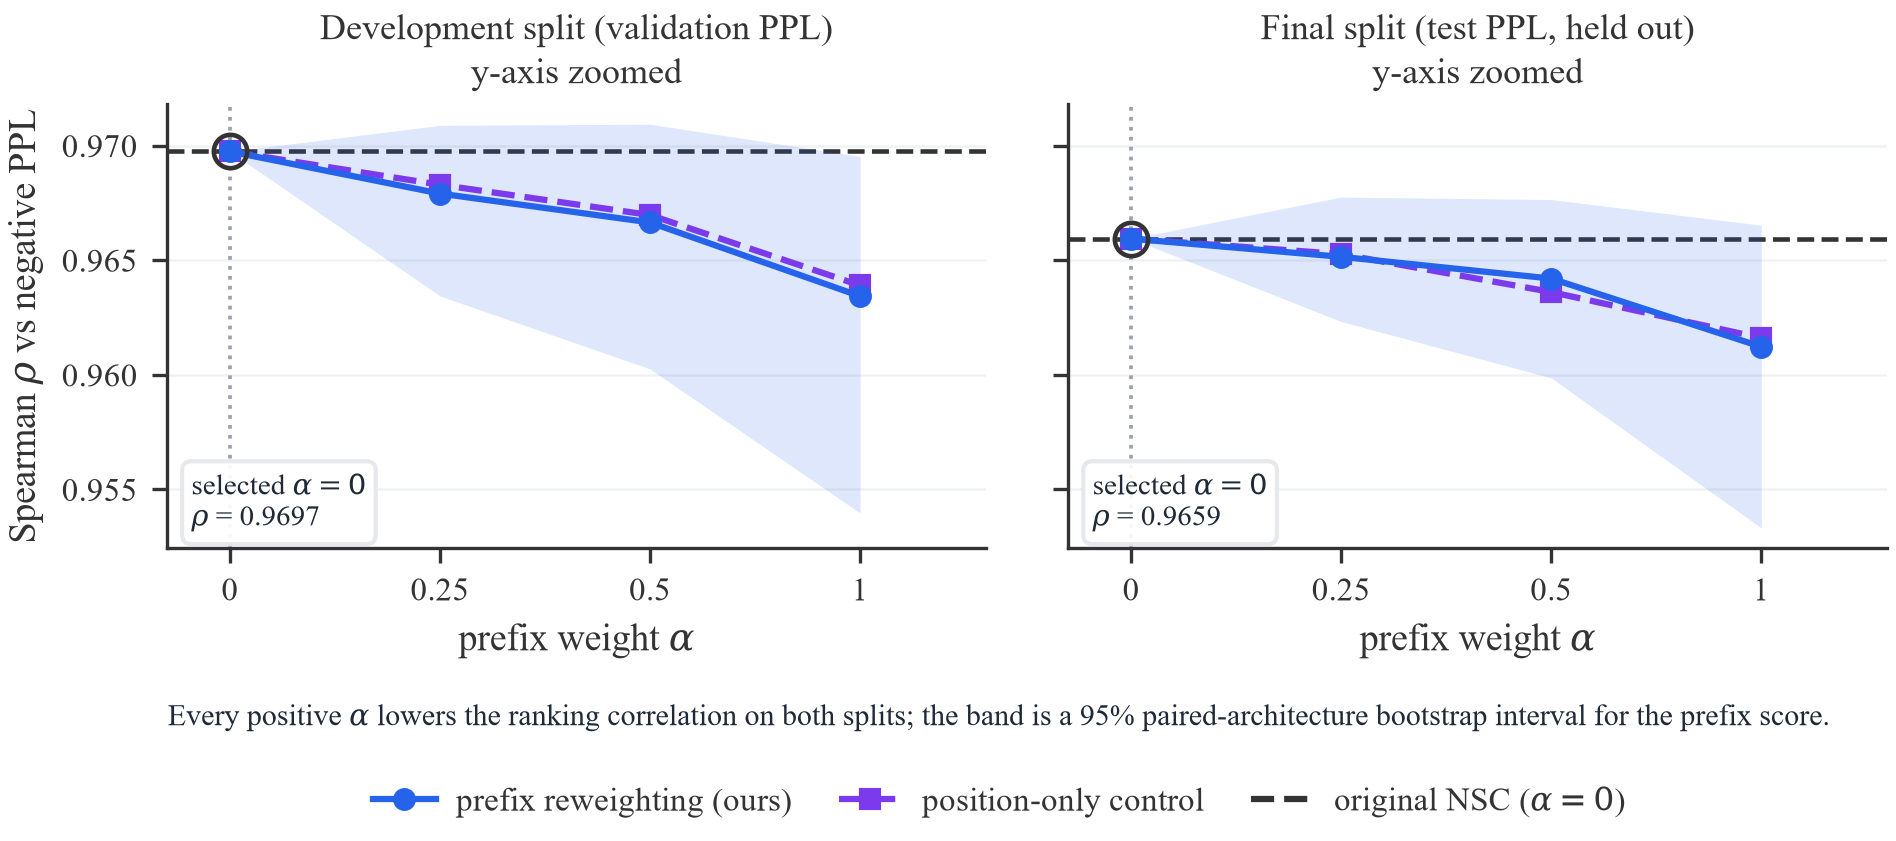 Development split (validation PPL)
y-axis zoomed
Final split (test PPL, held out)
y-axis zoomed
Spearman ρ vs negative PPL
0.970
0.965
0.960
0.955
selected α = 0
ρ = 0.9697
selected α = 0
ρ = 0.9659
0 0.25 0.5 1
0 0.25 0.5 1
prefix weight α
prefix weight α
Every positive α lowers the ranking correlation on both splits; the band is a 95% paired-architecture bootstrap interval for the prefix score.
prefix reweighting (ours) position-only control original NSC (α = 0)